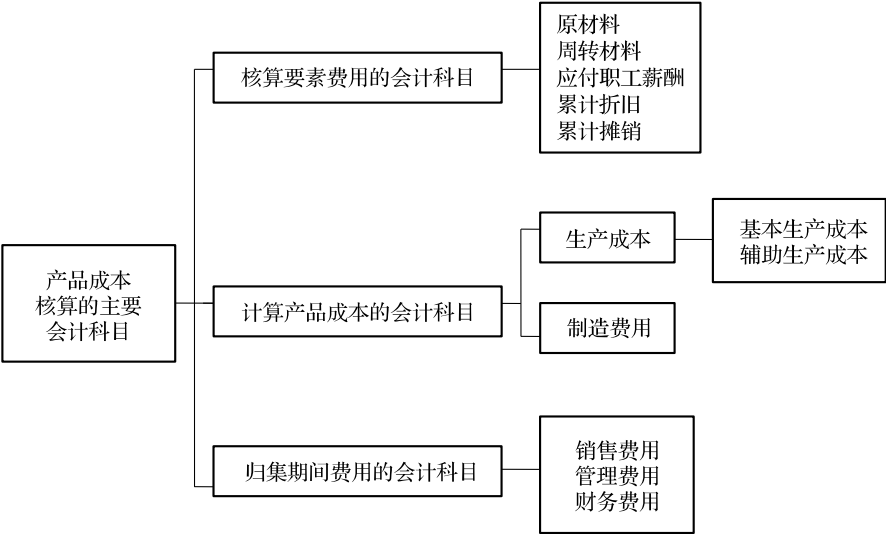 产品成本
核算的主要
会计科目
核算要素费用的会计科目
原材料
周转材料
应付职工薪酬
累计折旧
累计摊销
计算产品成本的会计科目
生产成本
基本生产成本
辅助生产成本
制造费用
归集期间费用的会计科目
销售费用
管理费用
财务费用